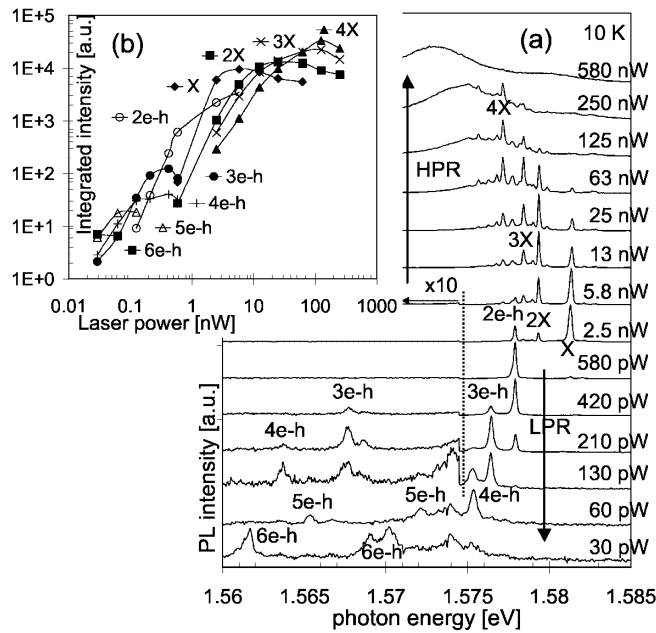 1E+5
1E+4
1E+3
1E+2
1E+1
1E+0
Integrated intensity [a.u.]
(b)
3X
4X
2X
X
2e-h
3e-h
4e-h
5e-h
6e-h
0.01 0.1 1 10 100 1000
Laser power [nW]
(a)
10 K
580 nW
250 nW
4X
125 nW
HPR
63 nW
25 nW
3X
13 nW
x10
5.8 nW
2e-h
2X
2.5 nW
X
580 pW
3e-h
3e-h
420 pW
LPR
4e-h
210 pW
130 pW
5e-h
5e-h
4e-h
60 pW
6e-h
6e-h
30 pW
PL intensity [a.u.]
1.56 1.565 1.57 1.575 1.58 1.585
photon energy [eV]